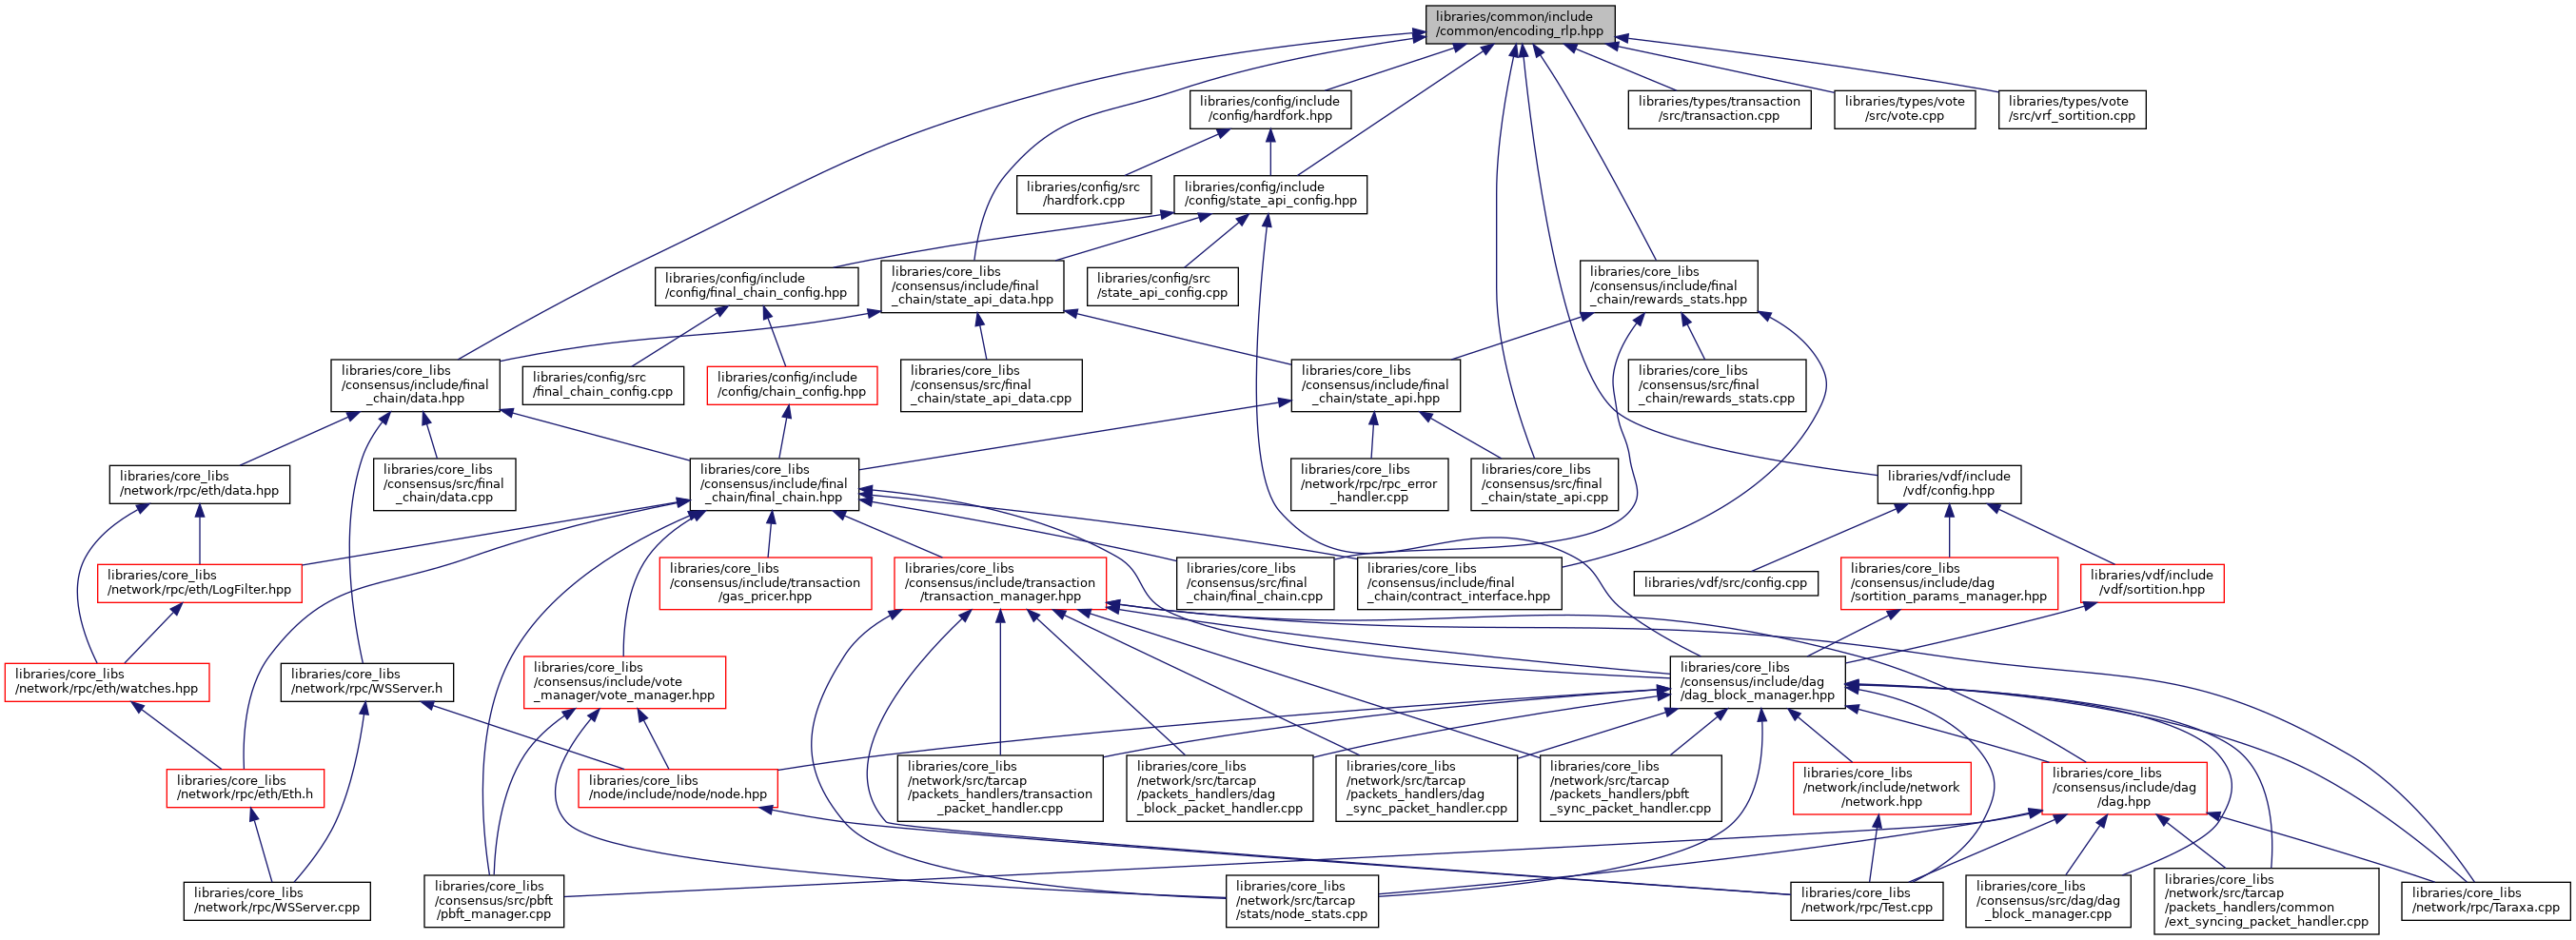 libraries/common/include
/common/encoding_rlp.hpp
libraries/config/include
/config/hardfork.hpp
libraries/types/transaction
/src/transaction.cpp
libraries/types/vote
/src/vote.cpp
libraries/types/vote
/src/vrf_sortition.cpp
libraries/config/src
/hardfork.cpp
libraries/config/include
/config/state_api_config.hpp
libraries/config/include
/config/final_chain_config.hpp
libraries/core_libs
/consensus/include/final
_chain/state_api_data.hpp
libraries/config/src
/state_api_config.cpp
libraries/core_libs
/consensus/include/final
_chain/rewards_stats.hpp
libraries/core_libs
/consensus/include/final
_chain/data.hpp
libraries/config/src
/final_chain_config.cpp
libraries/config/include
/config/chain_config.hpp
libraries/core_libs
/consensus/src/final
_chain/state_api_data.cpp
libraries/core_libs
/consensus/include/final
_chain/state_api.hpp
libraries/core_libs
/consensus/src/final
_chain/rewards_stats.cpp
libraries/core_libs
/network/rpc/eth/data.hpp
libraries/core_libs
/consensus/src/final
_chain/data.cpp
libraries/core_libs
/consensus/include/final
_chain/final_chain.hpp
libraries/core_libs
/network/rpc/rpc_error
_handler.cpp
libraries/core_libs
/consensus/src/final
_chain/state_api.cpp
libraries/vdf/include
/vdf/config.hpp
libraries/core_libs
/network/rpc/eth/LogFilter.hpp
libraries/core_libs
/consensus/include/transaction
/gas_pricer.hpp
libraries/core_libs
/consensus/include/transaction
/transaction_manager.hpp
libraries/core_libs
/consensus/src/final
_chain/final_chain.cpp
libraries/core_libs
/consensus/include/final
_chain/contract_interface.hpp
libraries/vdf/src/config.cpp
libraries/core_libs
/consensus/include/dag
/sortition_params_manager.hpp
libraries/vdf/include
/vdf/sortition.hpp
libraries/core_libs
/network/rpc/eth/watches.hpp
libraries/core_libs
/network/rpc/WSServer.h
libraries/core_libs
/consensus/include/vote
_manager/vote_manager.hpp
libraries/core_libs
/consensus/include/dag
/dag_block_manager.hpp
libraries/core_libs
/network/rpc/eth/Eth.h
libraries/core_libs
/node/include/node/node.hpp
libraries/core_libs
/network/src/tarcap
/packets_handlers/transaction
_packet_handler.cpp
libraries/core_libs
/network/src/tarcap
/packets_handlers/dag
_block_packet_handler.cpp
libraries/core_libs
/network/src/tarcap
/packets_handlers/dag
_sync_packet_handler.cpp
libraries/core_libs
/network/src/tarcap
/packets_handlers/pbft
_sync_packet_handler.cpp
libraries/core_libs
/network/include/network
/network.hpp
libraries/core_libs
/consensus/include/dag
/dag.hpp
libraries/core_libs
/network/rpc/WSServer.cpp
libraries/core_libs
/consensus/src/pbft
/pbft_manager.cpp
libraries/core_libs
/network/src/tarcap
/stats/node_stats.cpp
libraries/core_libs
/network/rpc/Test.cpp
libraries/core_libs
/consensus/src/dag/dag
_block_manager.cpp
libraries/core_libs
/network/src/tarcap
/packets_handlers/common
/ext_syncing_packet_handler.cpp
libraries/core_libs
/network/rpc/Taraxa.cpp